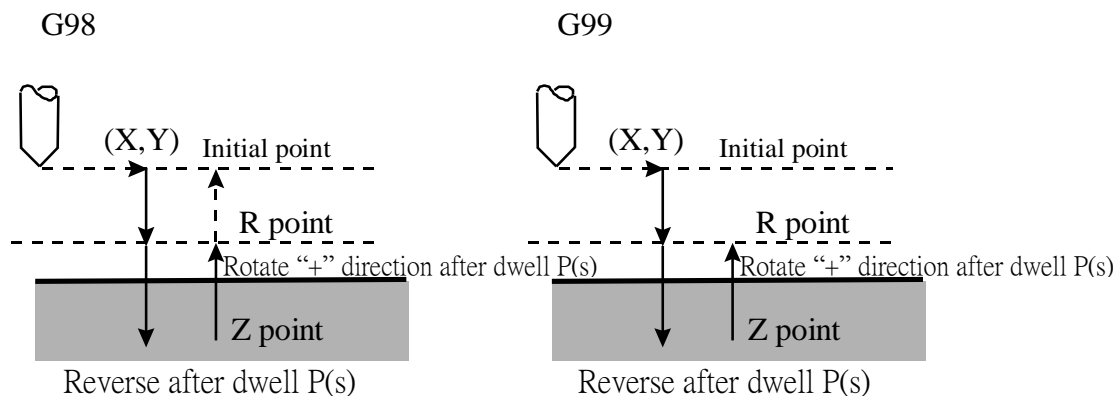 G98
(X,Y)
Initial point
R point
Rotate “+” direction after dwell P(s)
Z point
Reverse after dwell P(s)
G99
(X,Y)
Initial point
R point
Rotate “+” direction after dwell P(s)
Z point
Reverse after dwell P(s)